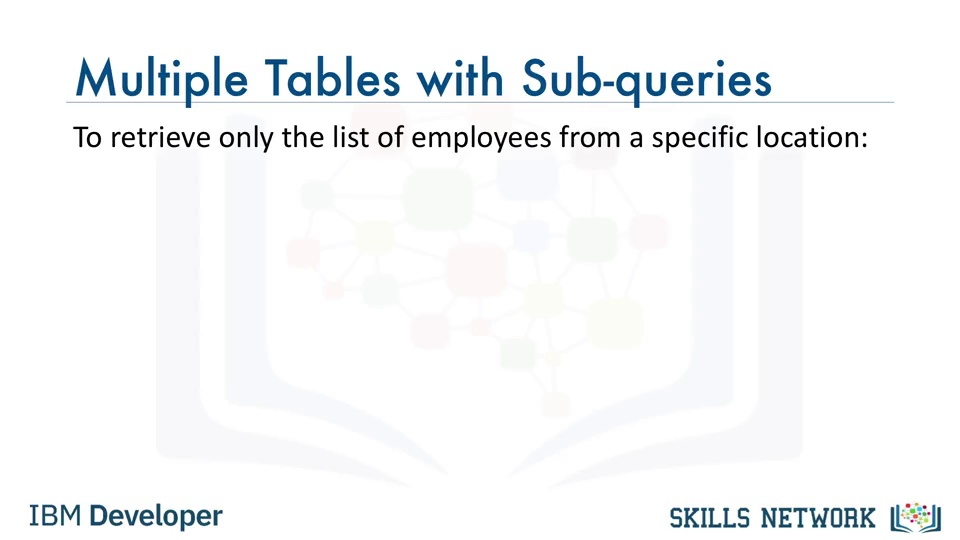 Multiple Tables with Sub-queries
To retrieve only the list of employees from a specific location:
IBM Developer
SKILLS NETWORK